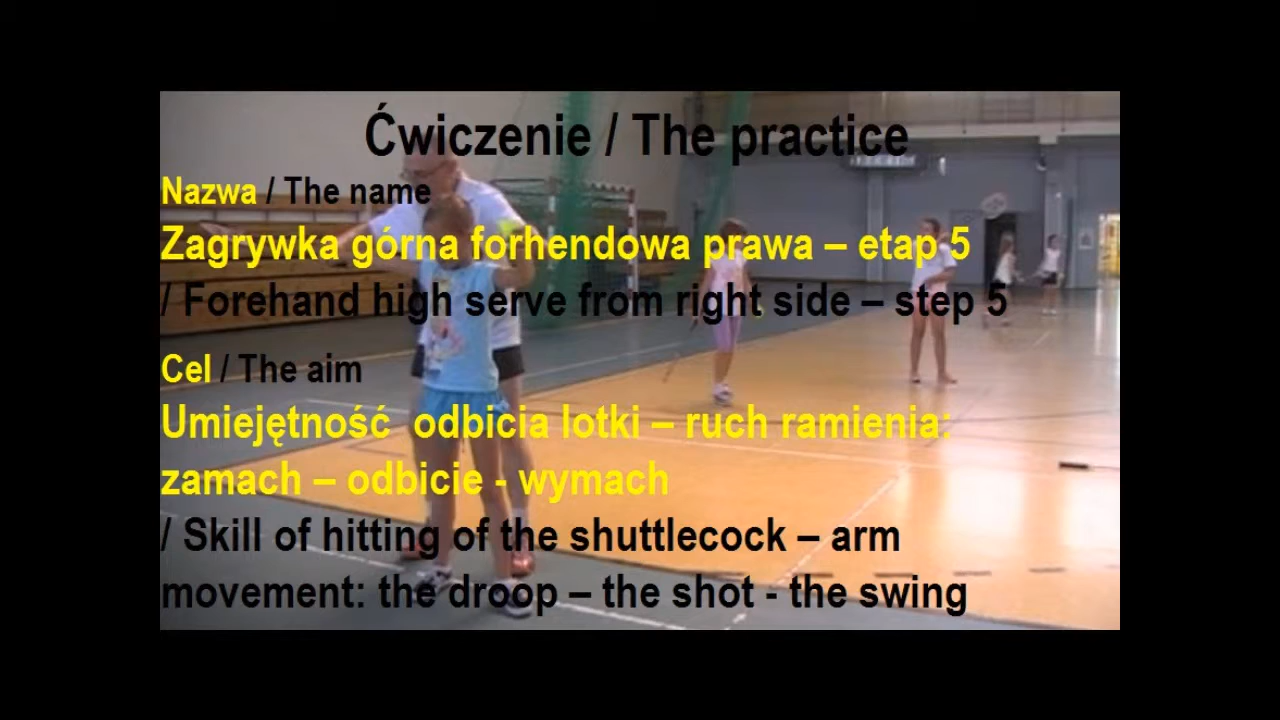 Ćwiczenie / The practice
Nazwa / The name
Zagrywka górna forhendowa prawa – etap 5
/ Forehand high serve from right side – step 5
Cel / The aim
Umiejętność odbicia lotki – ruch ramienia:
zamach – odbicie - wymach
/ Skill of hitting of the shuttlecock – arm
movement: the droop – the shot - the swing